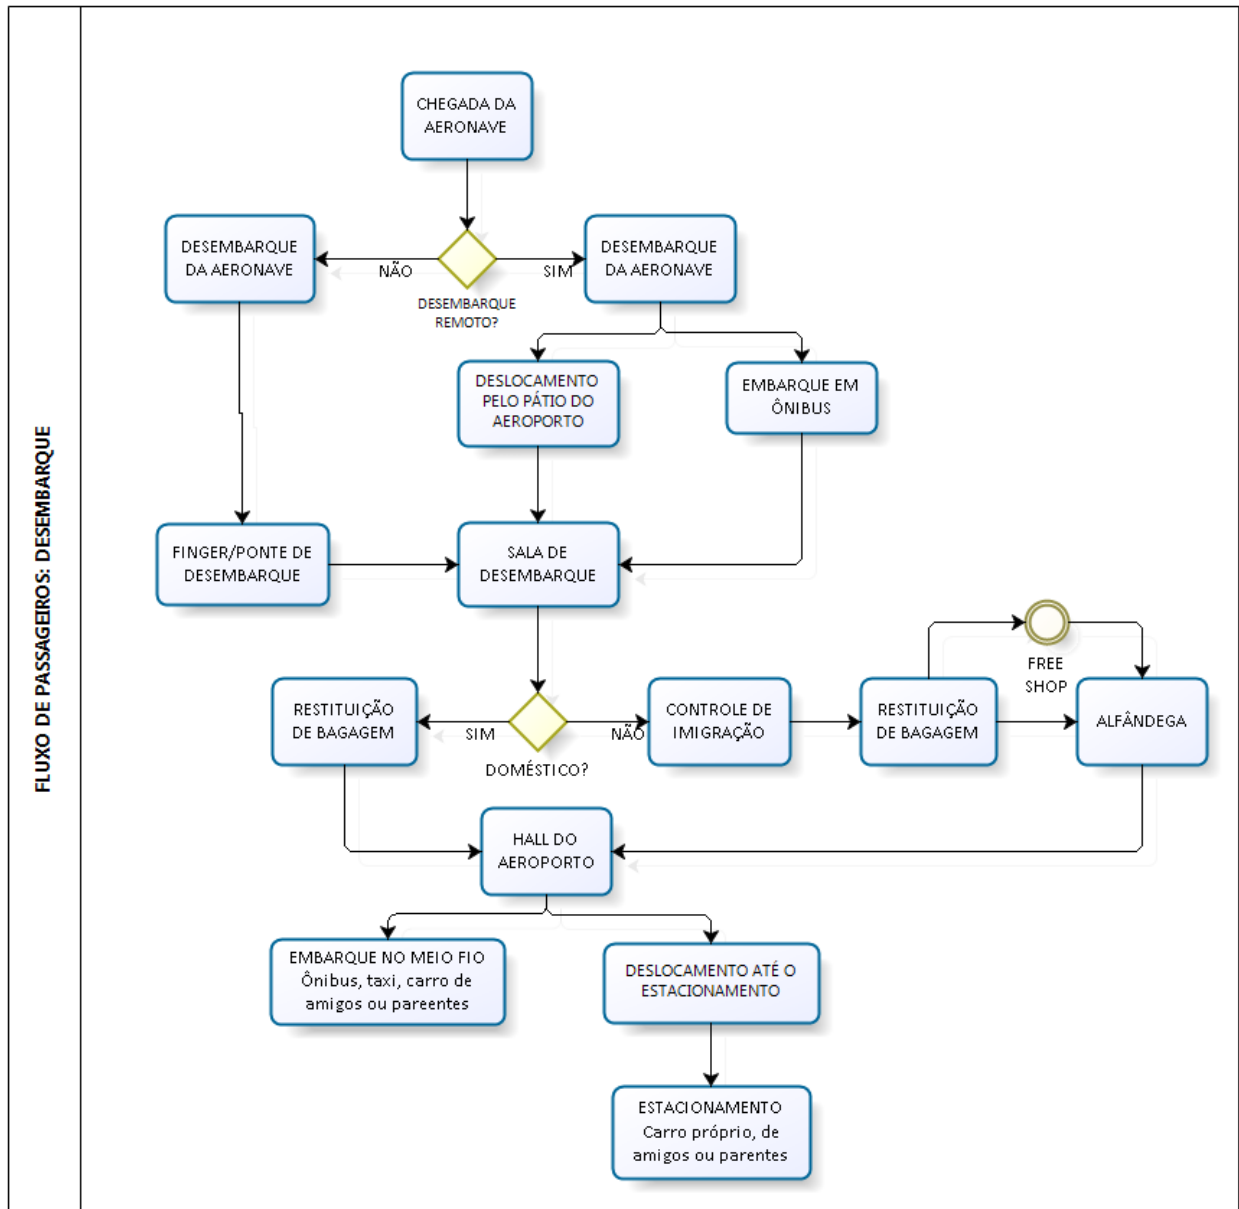 FLUXO DE PASSAGEIROS: DESEMBARQUE
CHEGADA DA
AERONAVE
DESEMBARQUE
DA AERONAVE
NÃO
DESEMBARQUE
REMOTO?
SIM
DESEMBARQUE
DA AERONAVE
DESLOCAMENTO
PELO PÁTIO DO
AEROPORTO
EMBARQUE EM
ÔNIBUS
FINGER/PONTE DE
DESEMBARQUE
SALA DE
DESEMBARQUE
FREE
SHOP
RESTITUIÇÃO
DE BAGAGEM
SIM
DOMÉSTICO?
NÃO
CONTROLE DE
IMIGRAÇÃO
RESTITUIÇÃO
DE BAGAGEM
ALFÂNDEGA
HALL DO
AEROPORTO
EMBARQUE NO MEIO FIO
Ônibus, taxi, carro de
amigos ou pareentes
DESLOCAMENTO ATÉ O
ESTACIONAMENTO
ESTACIONAMENTO
Carro próprio, de
amigos ou parentes